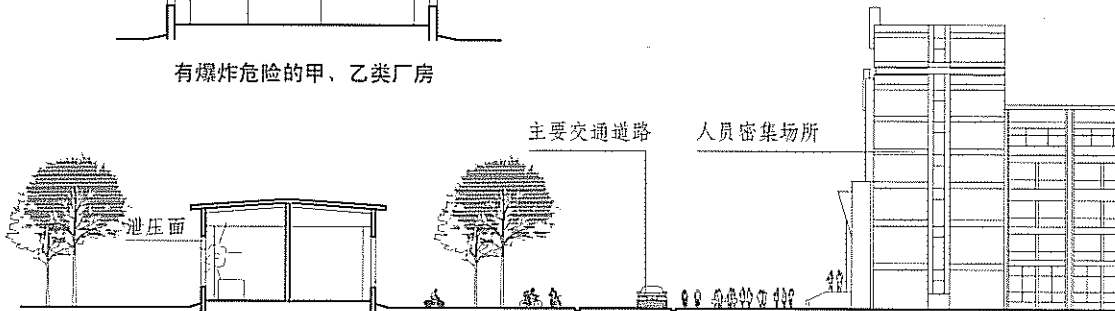 有爆炸危险的甲、乙类厂房
主要交通道路
人员密集场所
泄压面